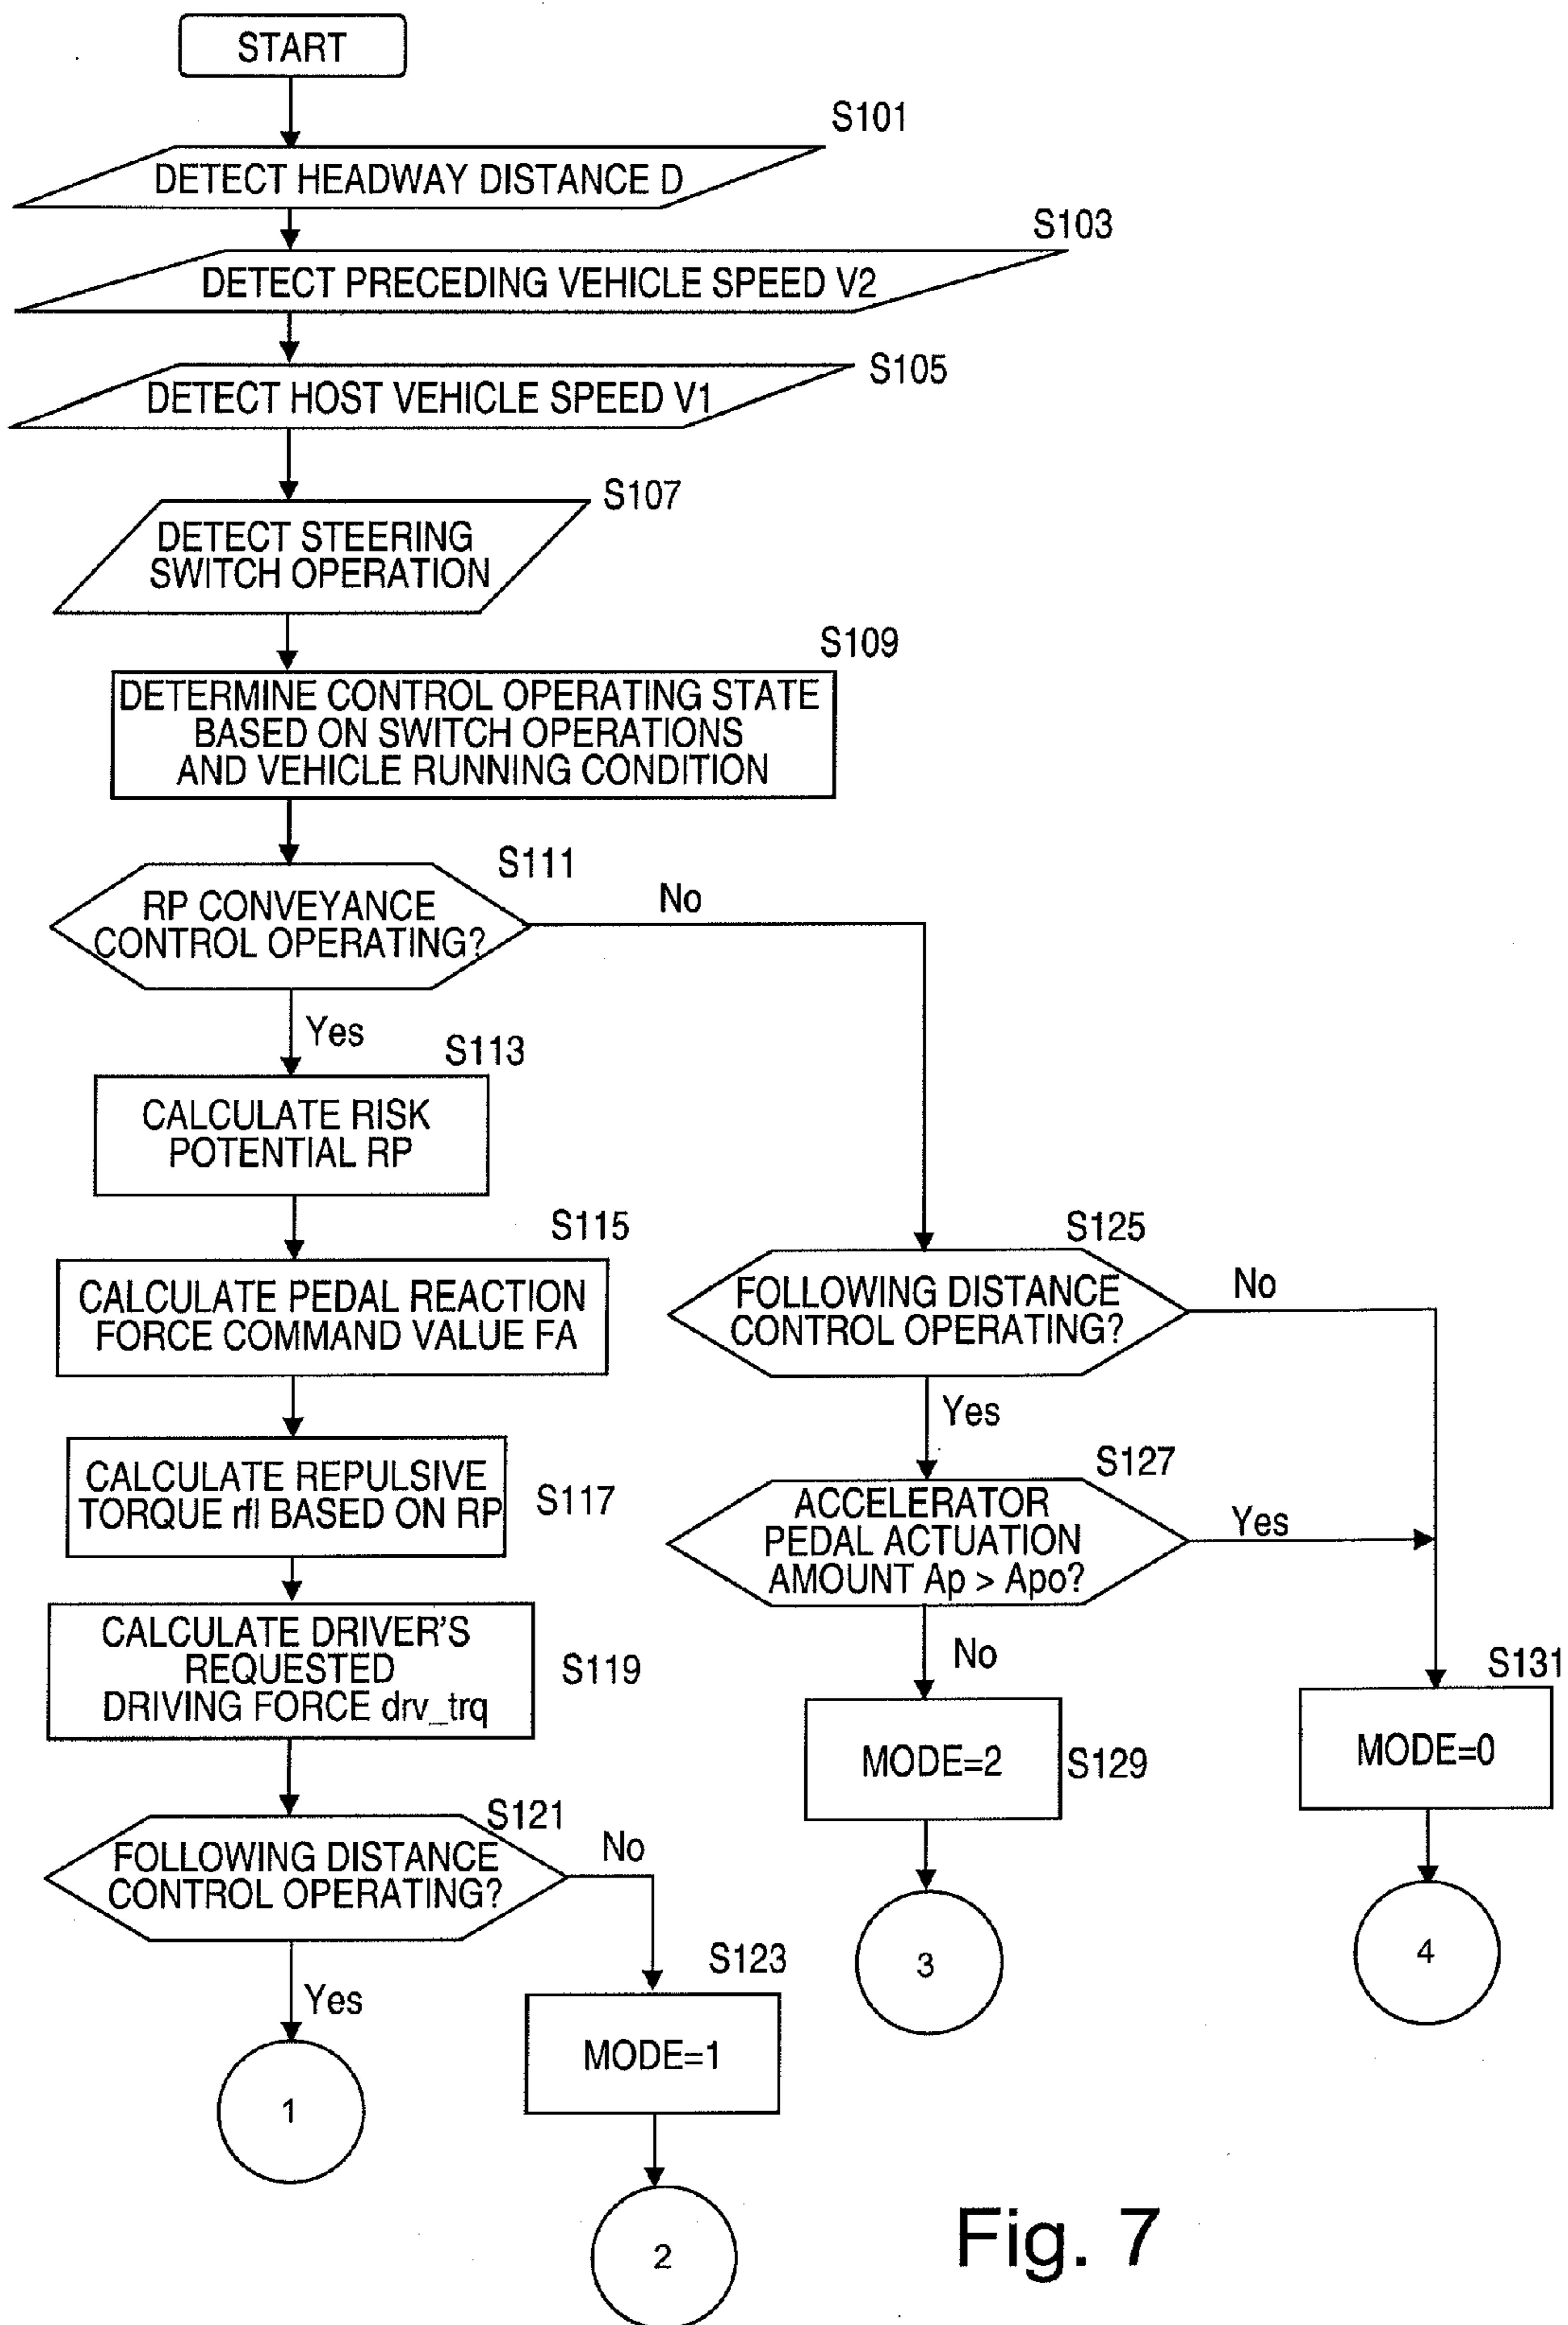 START
S101
DETECT HEADWAY DISTANCE D
S103
DETECT PRECEDING VEHICLE SPEED V2
S105
DETECT HOST VEHICLE SPEED V1
S107
DETECT STEERING
SWITCH OPERATION
S109
DETERMINE CONTROL OPERATING STATE
BASED ON SWITCH OPERATIONS
AND VEHICLE RUNNING CONDITION
S111
RP CONVEYANCE
CONTROL OPERATING?
No
Yes
S113
CALCULATE RISK
POTENTIAL RP
S115
CALCULATE PEDAL REACTION
FORCE COMMAND VALUE FA
CALCULATE REPULSIVE
TORQUE rfl BASED ON RP
S117
CALCULATE DRIVER'S
REQUESTED
DRIVING FORCE drv_trq
S119
S121
FOLLOWING DISTANCE
CONTROL OPERATING?
No
Yes
1
S123
MODE=1
2
S125
FOLLOWING DISTANCE
CONTROL OPERATING?
No
Yes
S127
ACCELERATOR
PEDAL ACTUATION
AMOUNT Ap > Apo?
Yes
No
MODE=2
S129
3
S131
MODE=0
4
Fig. 7